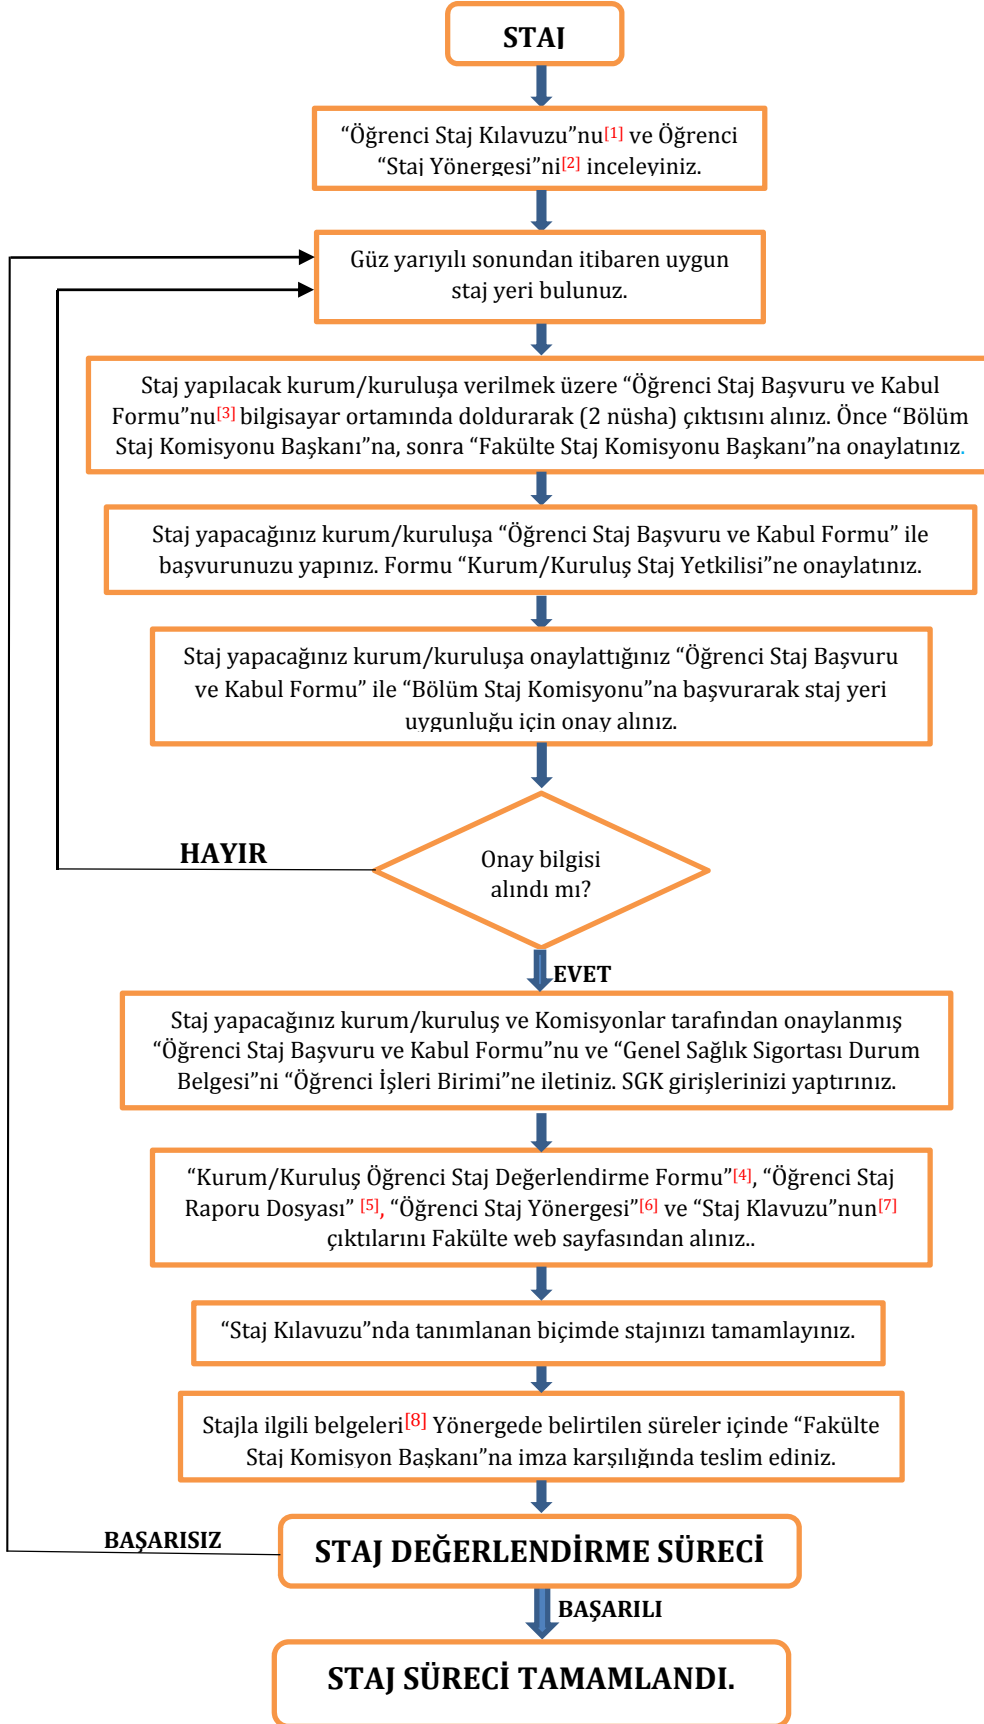 STAJ
“Öğrenci Staj Kılavuzu”nu[1] ve Öğrenci
“Staj Yönergesi”ni[2] inceleyiniz.
Güz yarıyılı sonundan itibaren uygun
staj yeri bulunuz.
Staj yapılacak kurum/kuruluşa verilmek üzere “Öğrenci Staj Başvuru ve Kabul
Formu”nu[3] bilgisayar ortamında doldurarak (2 nüsha) çıktısını alınız. Önce “Bölüm
Staj Komisyonu Başkanı”na, sonra “Fakülte Staj Komisyonu Başkanı”na onaylatınız.
Staj yapacağınız kurum/kuruluşa “Öğrenci Staj Başvuru ve Kabul Formu” ile
başvurunuzu yapınız. Formu “Kurum/Kuruluş Staj Yetkilisi”ne onaylatınız.
Staj yapacağınız kurum/kuruluşa onaylattığınız “Öğrenci Staj Başvuru
ve Kabul Formu” ile “Bölüm Staj Komisyonu”na başvurarak staj yeri
uygunluğu için onay alınız.
HAYIR
Onay bilgisi
alındı mı?
EVET
Staj yapacağınız kurum/kuruluş ve Komisyonlar tarafından onaylanmış
“Öğrenci Staj Başvuru ve Kabul Formu”nu ve “Genel Sağlık Sigortası Durum
Belgesi”ni “Öğrenci İşleri Birimi”ne iletiniz. SGK girişlerinizi yaptırınız.
“Kurum/Kuruluş Öğrenci Staj Değerlendirme Formu”[4], “Öğrenci Staj
Raporu Dosyası” [5], “Öğrenci Staj Yönergesi”[6] ve “Staj Klavuzu”nun[7]
çıktılarını Fakülte web sayfasından alınız..
“Staj Kılavuzu”nda tanımlanan biçimde stajınızı tamamlayınız.
Stajla ilgili belgeleri[8] Yönergede belirtilen süreler içinde “Fakülte
Staj Komisyon Başkanı”na imza karşılığında teslim ediniz.
BAŞARISIZ
STAJ DEĞERLENDİRME SÜRECİ
BAŞARILI
STAJ SÜRECİ TAMAMLANDI.